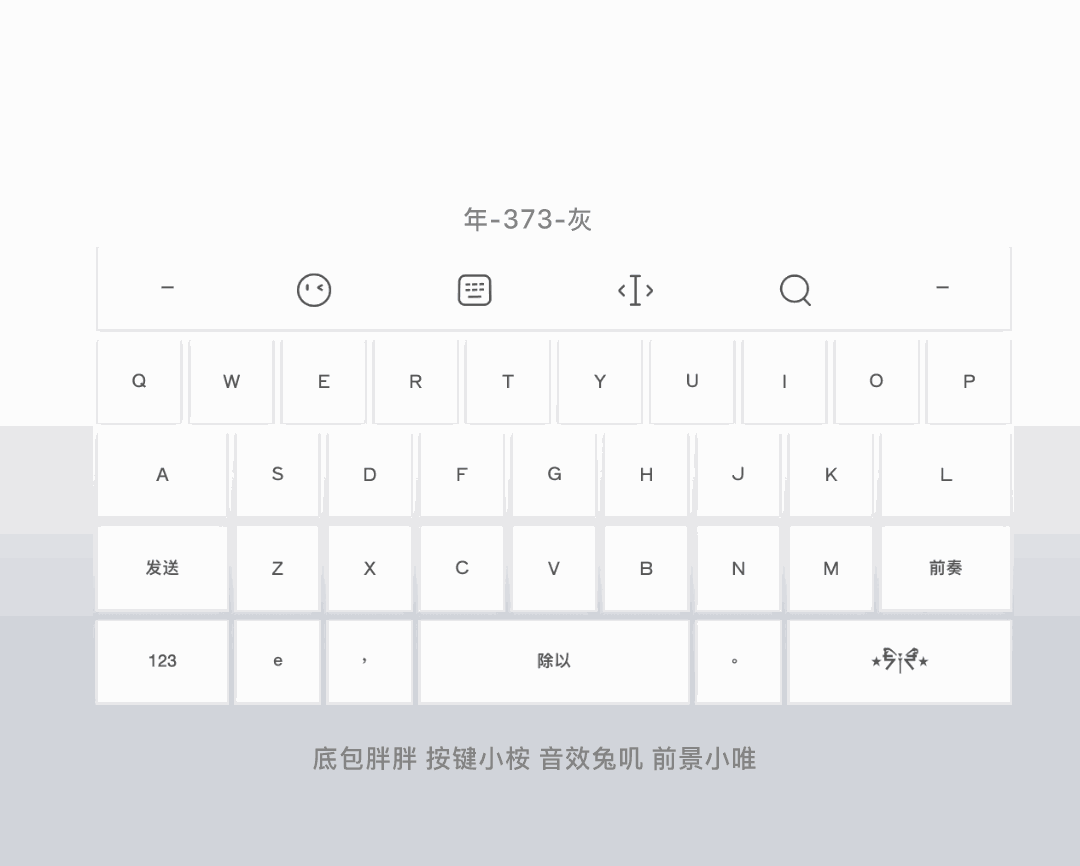 年-373-灰
Q W E R T Y U I O P
A S D F G H J K L
发送 Z X C V B N M 前奏
123 e , 除以 。
底包胖胖 按键小桉 音效兔叽 前景小唯